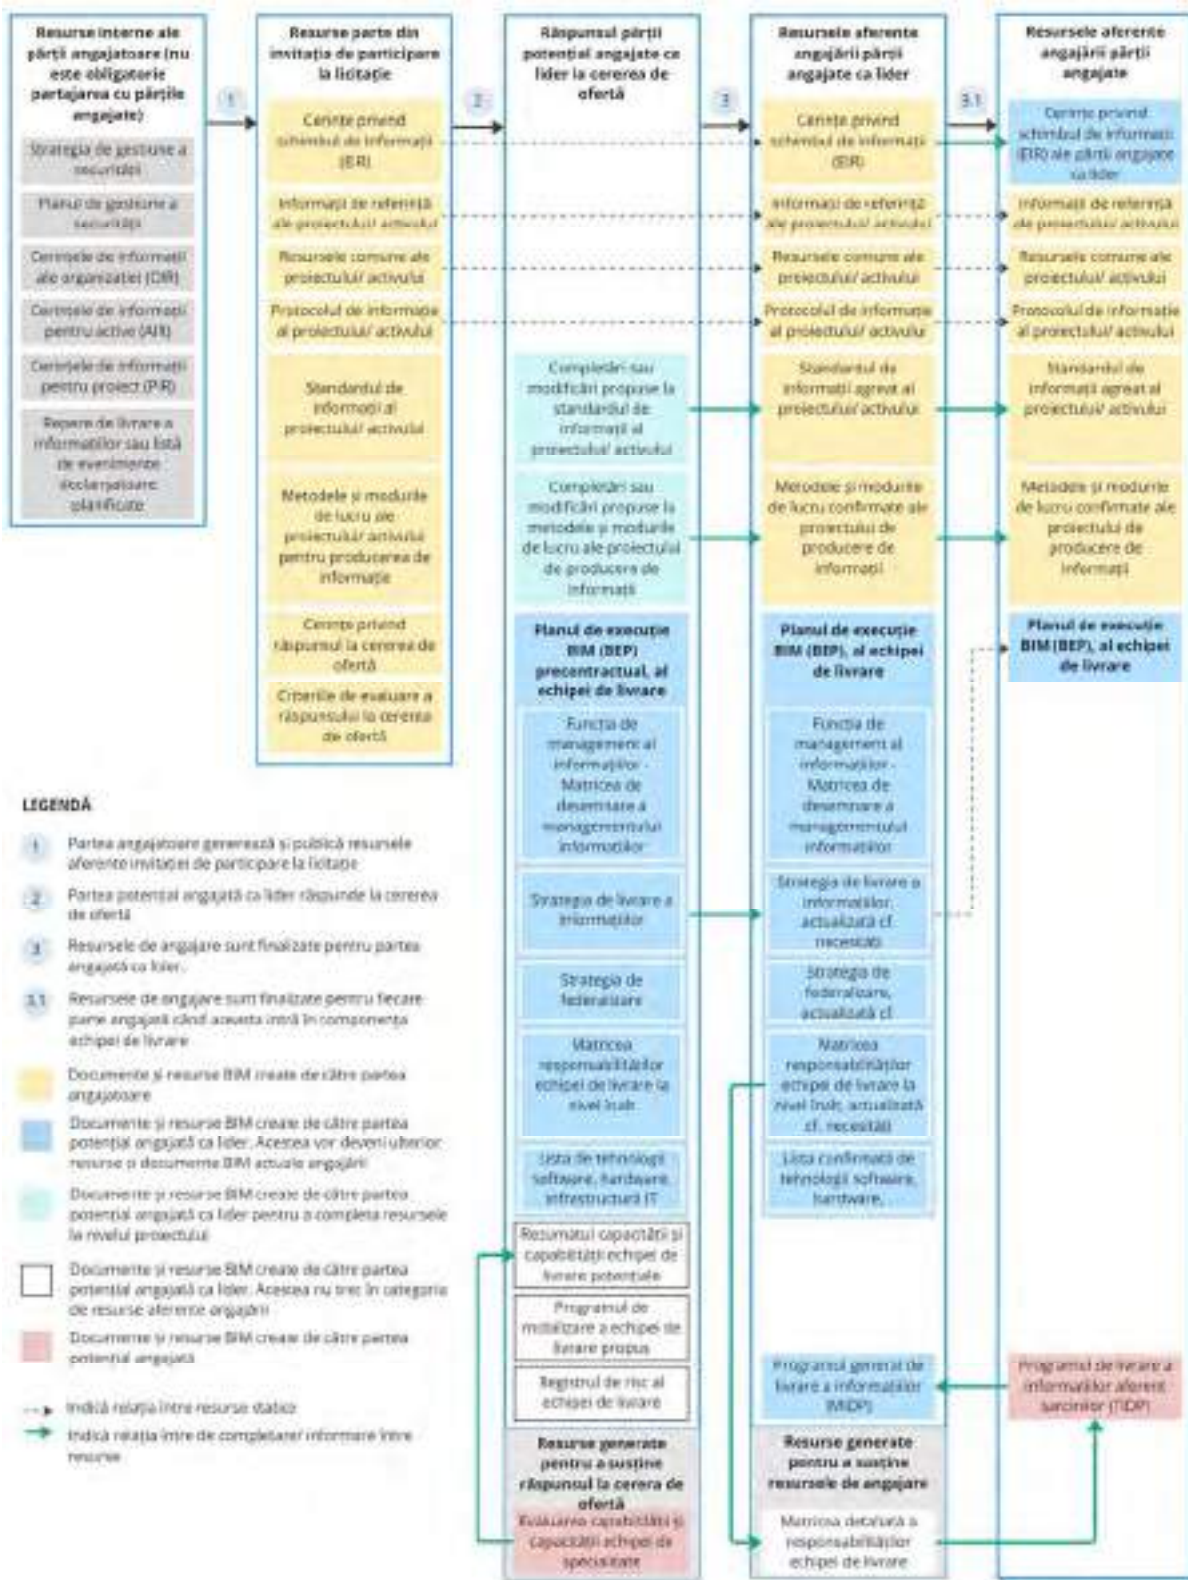 Resurse interne ale
părții angajatoare (nu
este obligatorie
partajarea cu părțile
angajate)
Strategia de gestiune a
securității
Planul de gestiune a
securității
Cerințele de informații
ale organizației (OIR)
Cerințele de informații
pentru active (AIR)
Cerințele de informații
pentru proiect (PIR)
Repere de livrare a
informațiilor sau listă
de evenimente
declanșatoare
planificate
1
Resurse parte din
invitația de participare
la licitație
Cerințe privind
schimbul de informații
(EIR)
Informații de referință
ale proiectului/ activului
Resursele comune ale
proiectului/ activului
Protocolul de informație
al proiectului/ activului
Standardul de
informații al
proiectului/ activului
Metodele și modurile
de lucru ale
proiectului/ activului
pentru producerea de
informație
Cerințe privind
răspunsul la cererea de
ofertă
Criteriile de evaluare a
răspunsului la cererea
de ofertă
2
Răspunsul părții
potențial angajate ca
lider la cererea de
ofertă
Completări sau
modificări propuse la
standardul de
informații al
proiectului/ activului
Completări sau
modificări propuse la
metodele și modurile
de lucru ale proiectului
de producere de
informații
Planul de execuție
BIM (BEP)
precontractual, al
echipei de livrare
Funcția de
management al
informațiilor -
Matricea de
desemnare a
managementului
informațiilor
Strategia de livrare a
informațiilor
Strategia de
federalizare
Matricea
responsabilităților
echipei de livrare la
nivel înalt
Lista de tehnologii
software, hardware,
infrastructură IT
Rezumatul capacității și
capabilității echipei de
livrare potențiale
Programul de
mobilizare a echipei de
livrare propus
Registrul de risc al
echipei de livrare
Resurse generate
pentru a susține
răspunsul la cerera de
ofertă
Evaluarea capabilității și
capacității echipei de
specialitate
3
Resursele aferente
angajării părții
angajate ca lider
Cerințe privind
schimbul de informații
(EIR)
Informații de referință
ale proiectului/ activului
Resursele comune ale
proiectului/ activului
Protocolul de informație
al proiectului/ activului
Standardul de
informații agreat al
proiectului/ activului
Metodele și modurile
de lucru confirmate ale
proiectului de
producere de
informații
Planul de execuție
BIM (BEP), al echipei
de livrare
Funcția de
management al
informațiilor -
Matricea de
desemnare a
managementului
informațiilor
Strategia de livrare a
informațiilor,
actualizată cf.
necesități
Strategia de
federalizare,
actualizată cf
Matricea
responsabilităților
echipei de livrare la
nivel înalt, actualizată
cf. necesități
Lista confirmată de
tehnologii software,
hardware,
Programul general de
livrare a informațiilor
(MIDP)
Resurse generate
pentru a susține
resursele de angajare
Matricea detaliată a
responsabilităților
echipei de livrare
3.1
Resursele aferente
angajării părții
angajate
Cerințe privind
schimbul de informații
(EIR) ale părții angajate
ca lider
Informații de referință
ale proiectului/ activului
Resursele comune ale
proiectului/ activului
Protocolul de informație
al proiectului/ activului
Standardul de
informații agreat al
proiectului/ activului
Metodele și modurile
de lucru confirmate ale
proiectului de
producere de
informații
Planul de execuție
BIM (BEP), al echipei
de livrare
Programul de livrare a
informațiilor aferent
sarcinilor (TIDP)
LEGENDĂ
1 Partea angajatoare generează și publică resursele
aferente invitației de participare la licitație
2 Partea potențial angajată ca lider răspunde la cererea
de ofertă
3 Resursele de angajare sunt finalizate pentru partea
angajată ca lider.
3.1 Resursele de angajare sunt finalizate pentru fiecare
parte angajată când aceasta intră în componența
echipei de livrare
Documente și resurse BIM create de către partea
angajatoare
Documente și resurse BIM create de către partea
potențial angajată ca lider. Acestea vor deveni ulterior
resurse și documente BIM actuale angajării
Documente și resurse BIM create de către partea
potențial angajată ca lider pentru a completa resursele
la nivelul proiectului
Documente și resurse BIM create de către partea
potențial angajată ca lider. Acestea nu trec în categoria
de resurse aferente angajării
Documente și resurse BIM create de către partea
potențial angajată
Indică relația între resurse statice
Indică relația între de completare/ informare între
resurse